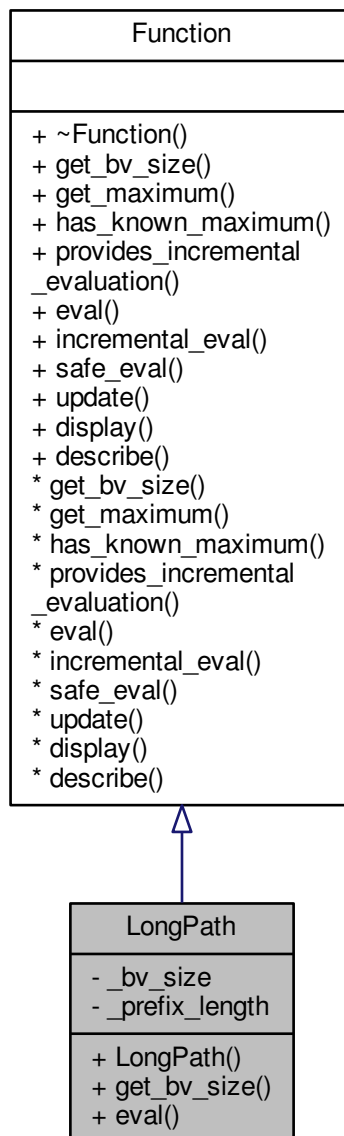 Function
+ ~Function()
+ get_bv_size()
+ get_maximum()
+ has_known_maximum()
+ provides_incremental
_evaluation()
+ eval()
+ incremental_eval()
+ safe_eval()
+ update()
+ display()
+ describe()
* get_bv_size()
* get_maximum()
* has_known_maximum()
* provides_incremental
_evaluation()
* eval()
* incremental_eval()
* safe_eval()
* update()
* display()
* describe()
LongPath
- _bv_size
- _prefix_length
+ LongPath()
+ get_bv_size()
+ eval()